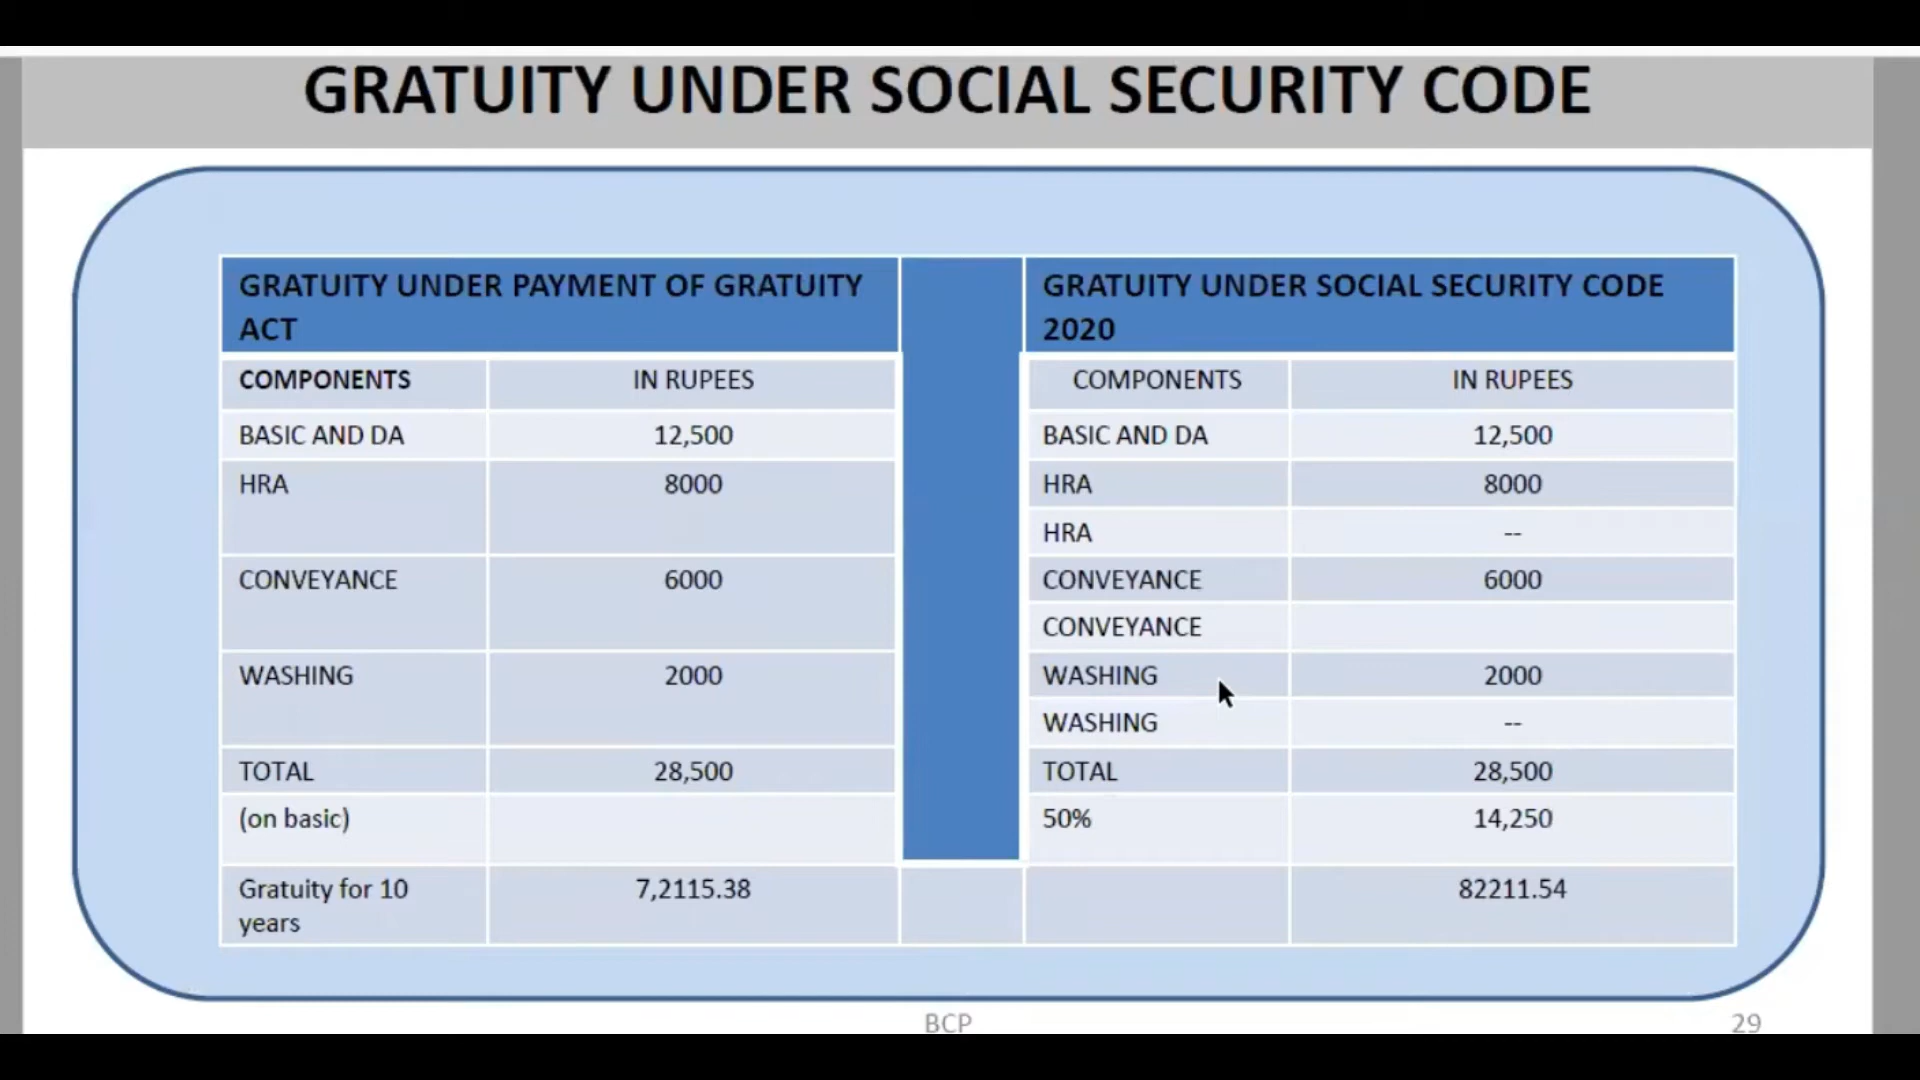 GRATUITY UNDER SOCIAL SECURITY CODE
GRATUITY UNDER PAYMENT OF GRATUITY
ACT
GRATUITY UNDER SOCIAL SECURITY CODE
2020
COMPONENTS IN RUPEES COMPONENTS IN RUPEES
BASIC AND DA 12,500 BASIC AND DA 12,500
HRA 8000 HRA 8000
HRA --
CONVEYANCE 6000 CONVEYANCE 6000
CONVEYANCE
WASHING 2000 WASHING 2000
WASHING --
TOTAL 28,500 TOTAL 28,500
(on basic) 50% 14,250
Gratuity for 10 7,2115.38 82211.54
years
BCP 29